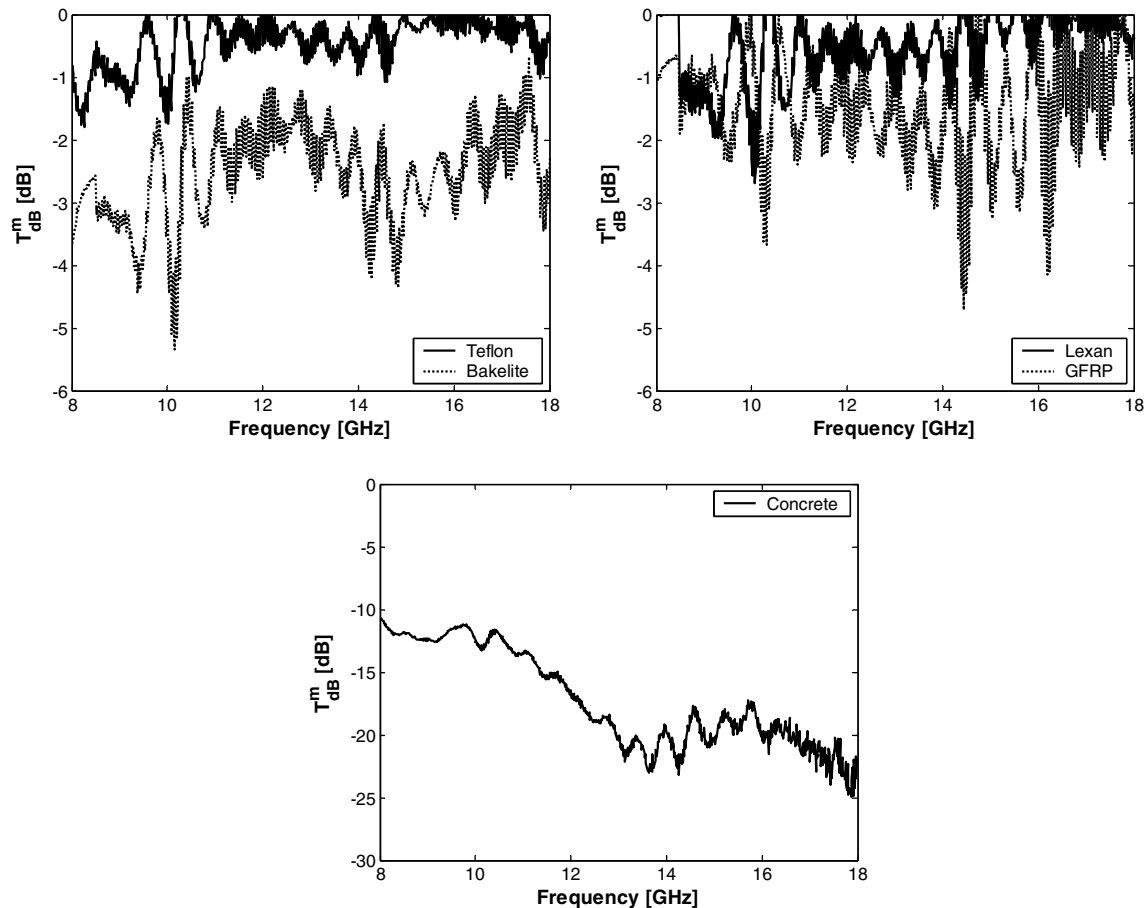 0
-1
-2
-3
-4
-5
-6
T^m_dB [dB]
Teflon
Bakelite
8 10 12 14 16 18
Frequency [GHz]
0
-1
-2
-3
-4
-5
-6
T^m_dB [dB]
Lexan
GFRP
8 10 12 14 16 18
Frequency [GHz]
0
-5
-10
-15
-20
-25
-30
T^m_dB [dB]
Concrete
8 10 12 14 16 18
Frequency [GHz]